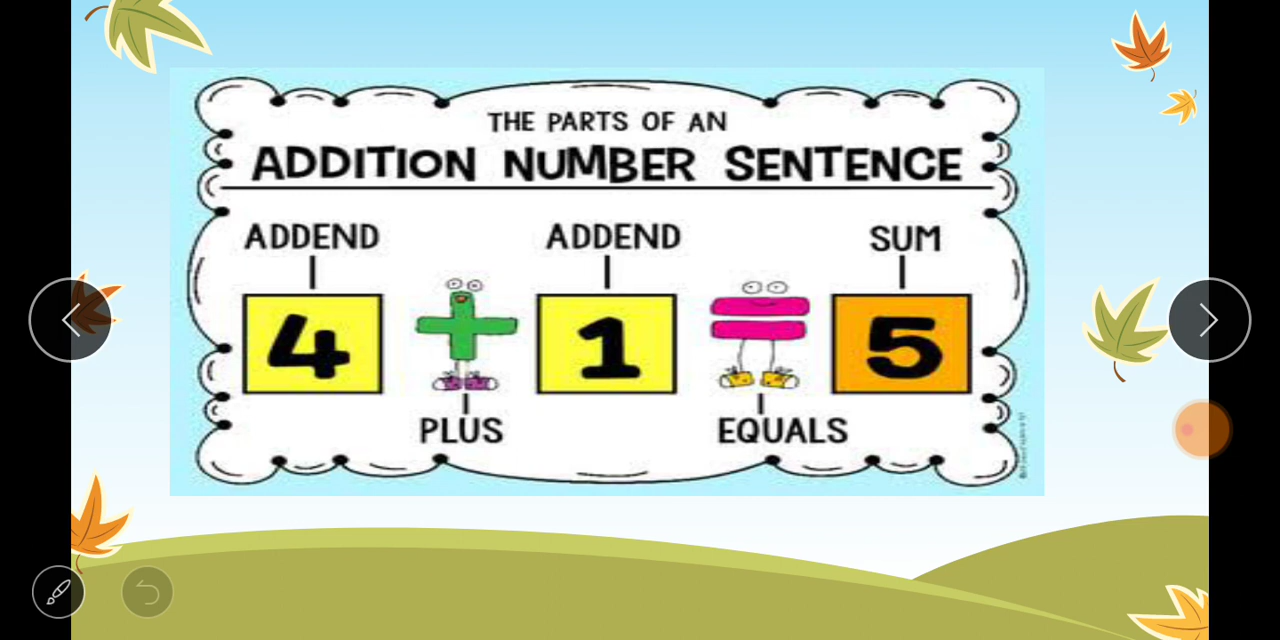 THE PARTS OF AN
ADDITION NUMBER SENTENCE
ADDEND ADDEND SUM
4 + 1 = 5
PLUS EQUALS